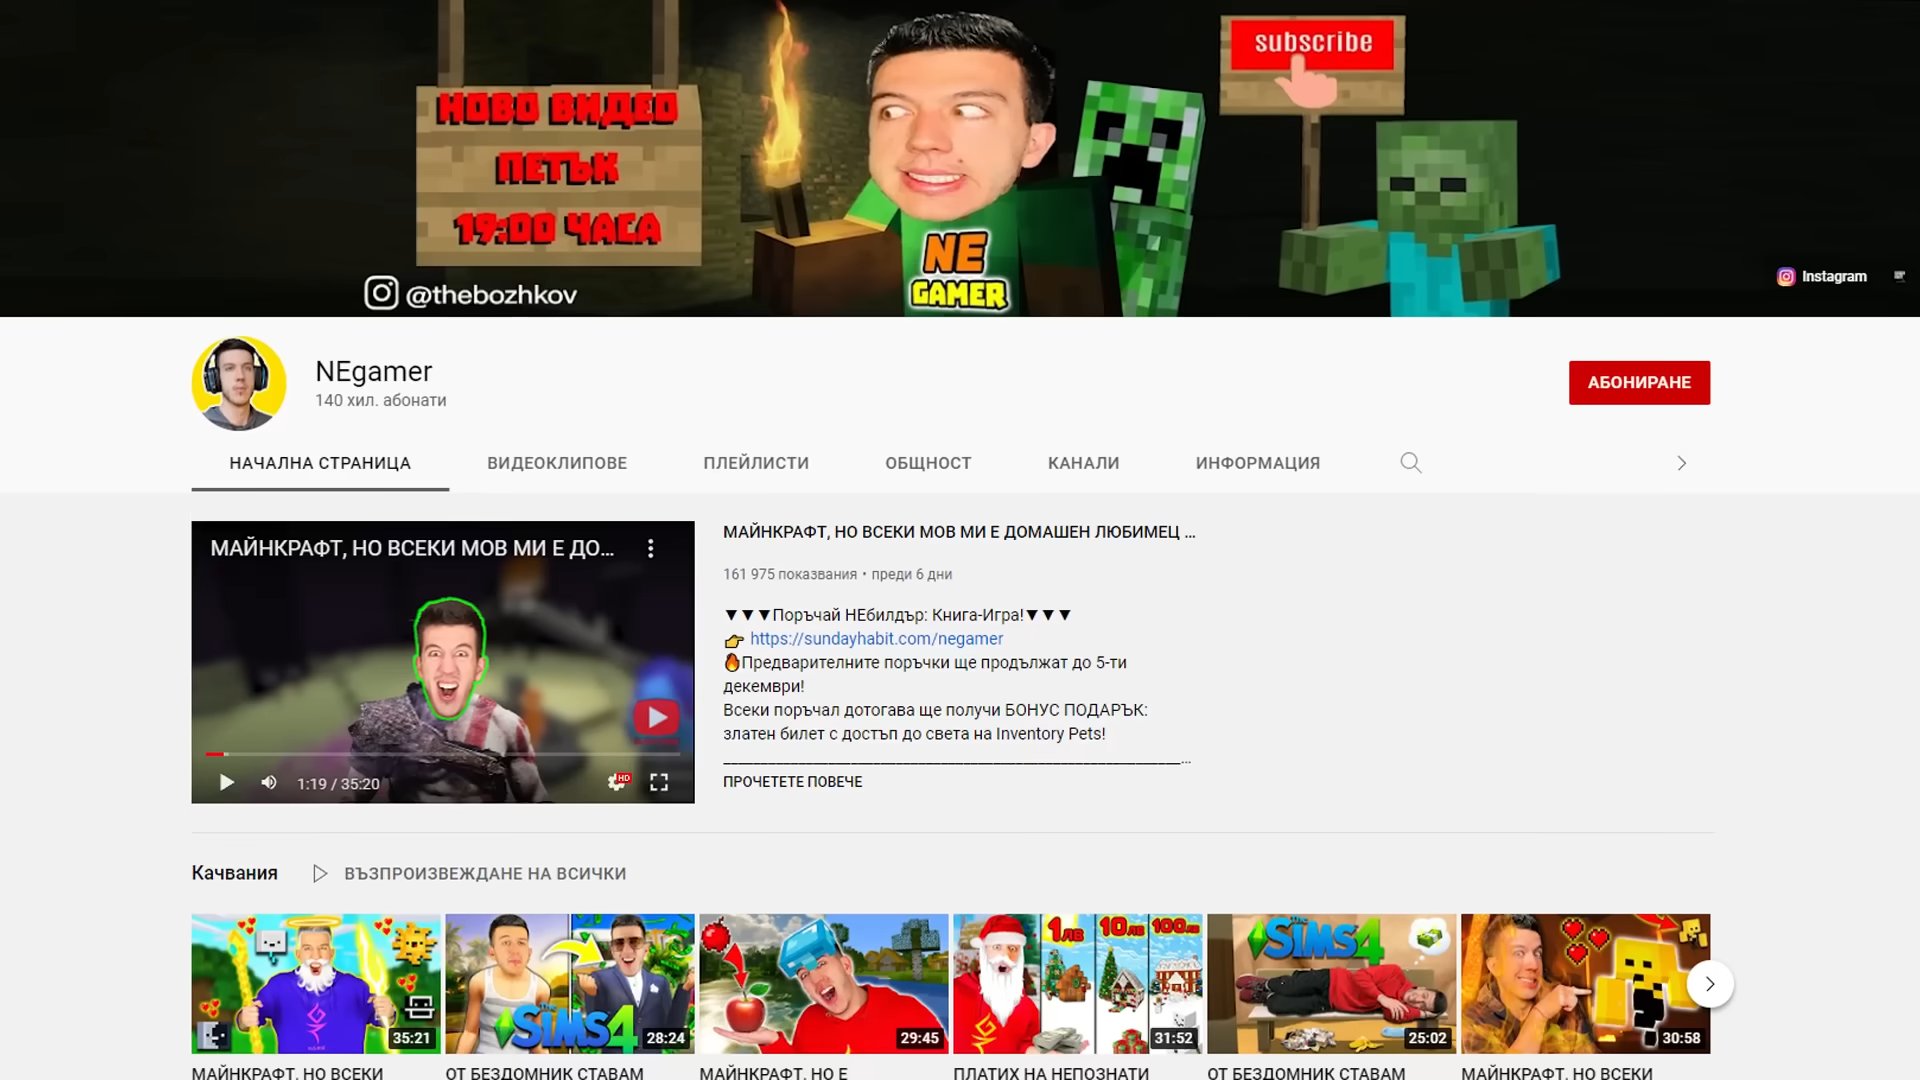 НОВО ВИДЕО
ПЕТЪК
19:00 ЧАСА
subscribe
NE
GAMER
@thebozhkov
Instagram
NEgamer
140 хил. абонати
АБОНИРАНЕ
НАЧАЛНА СТРАНИЦА
ВИДЕОКЛИПОВЕ
ПЛЕЙЛИСТИ
ОБЩНОСТ
КАНАЛИ
ИНФОРМАЦИЯ
МАЙНКРАФТ, НО ВСЕКИ МОВ МИ Е ДО...
1:19 / 35:20
HD
МАЙНКРАФТ, НО ВСЕКИ МОВ МИ Е ДОМАШЕН ЛЮБИМЕЦ ...
161 975 показвания • преди 6 дни
▼▼▼Поръчай НЕбилдър: Книга-Игра!▼▼▼
👉 https://sundayhabit.com/negamer
🔥Предварителните поръчки ще продължат до 5-ти
декември!
Всеки поръчал дотогава ще получи БОНУС ПОДАРЪК:
златен билет с достъп до света на Inventory Pets!
ПРОЧЕТЕТЕ ПОВЕЧЕ
Качвания
ВЪЗПРОИЗВЕЖДАНЕ НА ВСИЧКИ
35:21
The SiMS 4
28:24
29:45
1лв 10лв 100лв
31:52
The SiMS 4
25:02
30:58
МАЙНКРАФТ, НО ВСЕКИ
ОТ БЕЗДОМНИК СТАВАМ
МАЙНКРАФТ, НО Е
ПЛАТИХ НА НЕПОЗНАТИ
ОТ БЕЗДОМНИК СТАВАМ
МАЙНКРАФТ, НО ВСЕКИ